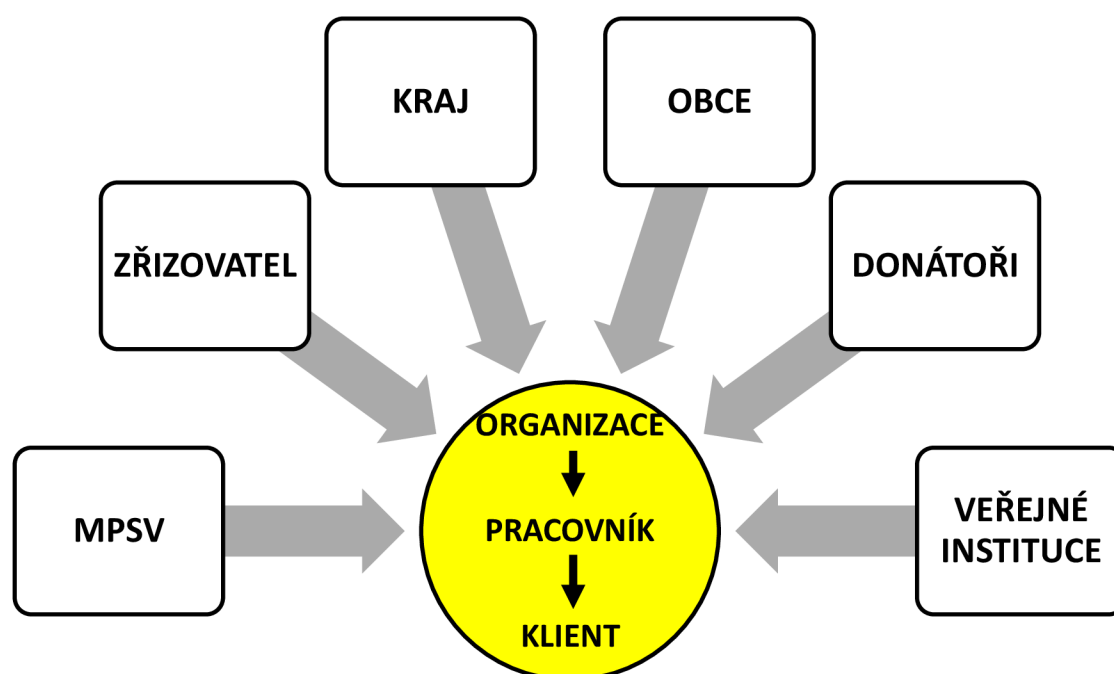 KRAJ
OBCE
ZŘIZOVATEL
DONÁTOŘI
MPSV
ORGANIZACE
PRACOVNÍK
KLIENT
VEŘEJNÉ
INSTITUCE